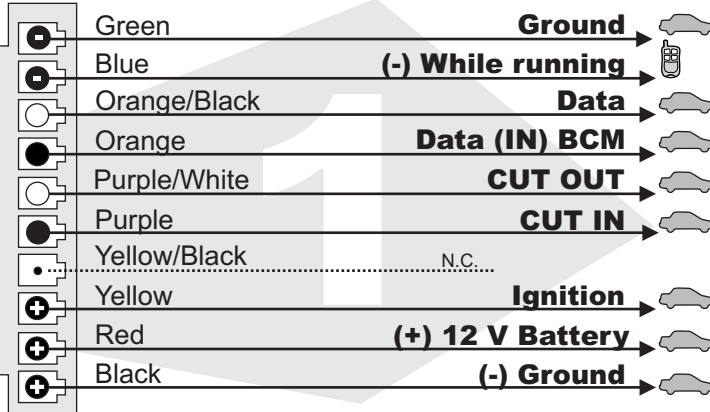 Green Ground
Blue (-) While running
Orange/Black Data
Orange Data (IN) BCM
Purple/White CUT OUT
Purple CUT IN
Yellow/Black N.C.
Yellow Ignition
Red (+) 12 V Battery
Black (-) Ground
1